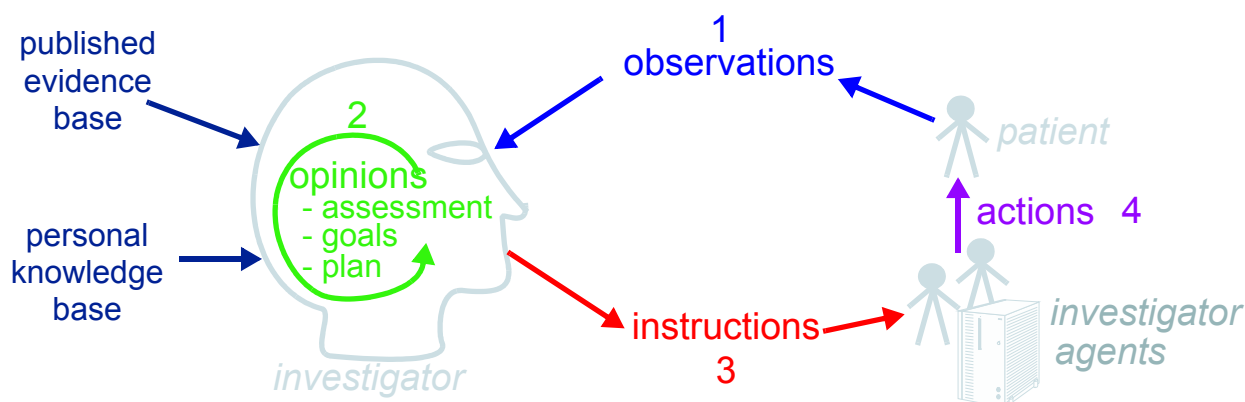 published
evidence
base
personal
knowledge
base
2
opinions
- assessment
- goals
- plan
investigator
1
observations
patient
actions 4
instructions
3
investigator
agents